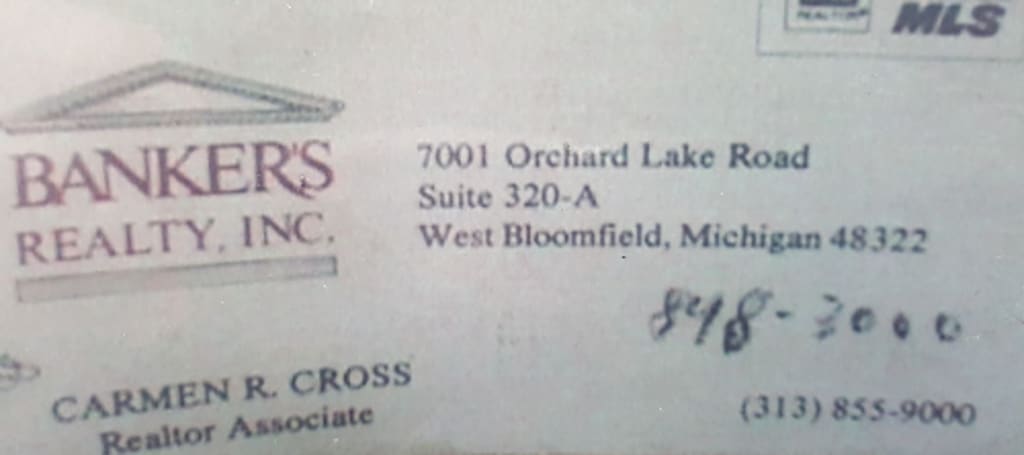 REALTOR®
MLS
BANKER'S
REALTY, INC.
7001 Orchard Lake Road
Suite 320-A
West Bloomfield, Michigan 48322
848-3000
CARMEN R. CROSS
Realtor Associate
(313) 855-9000